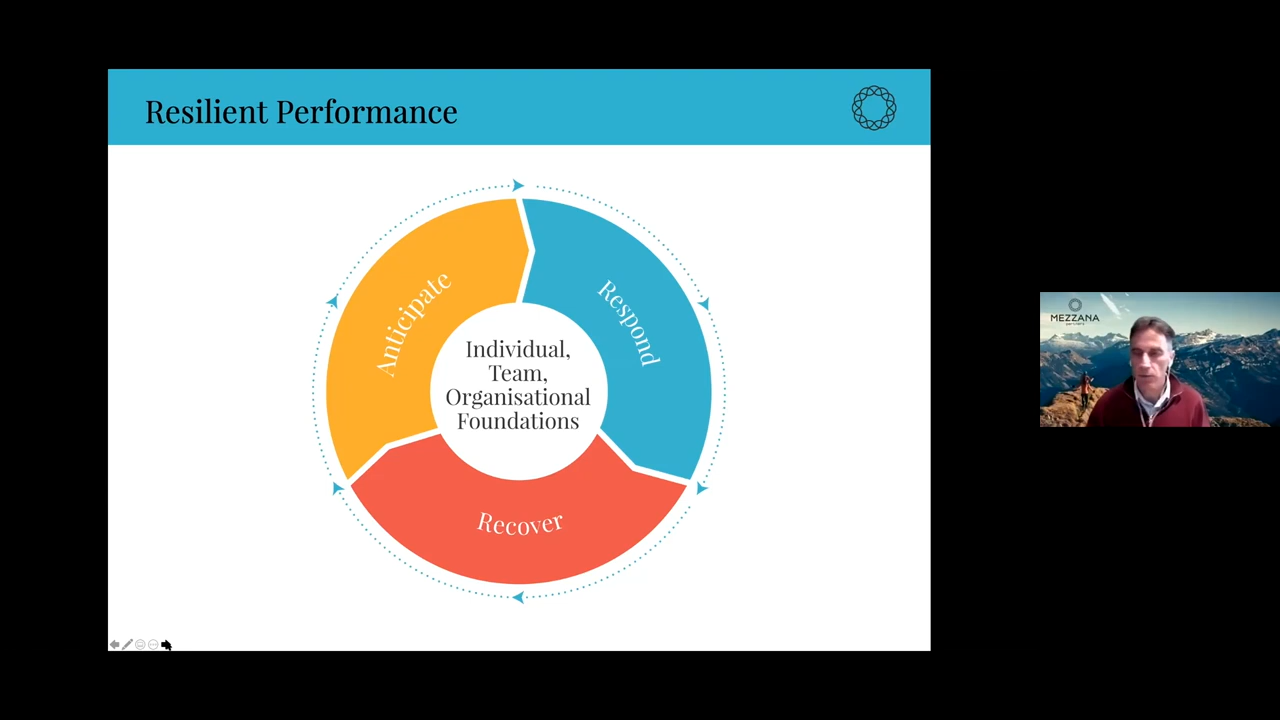 Resilient Performance
Anticipate
Respond
Individual,
Team,
Organisational
Foundations
Recover
MEZZANA